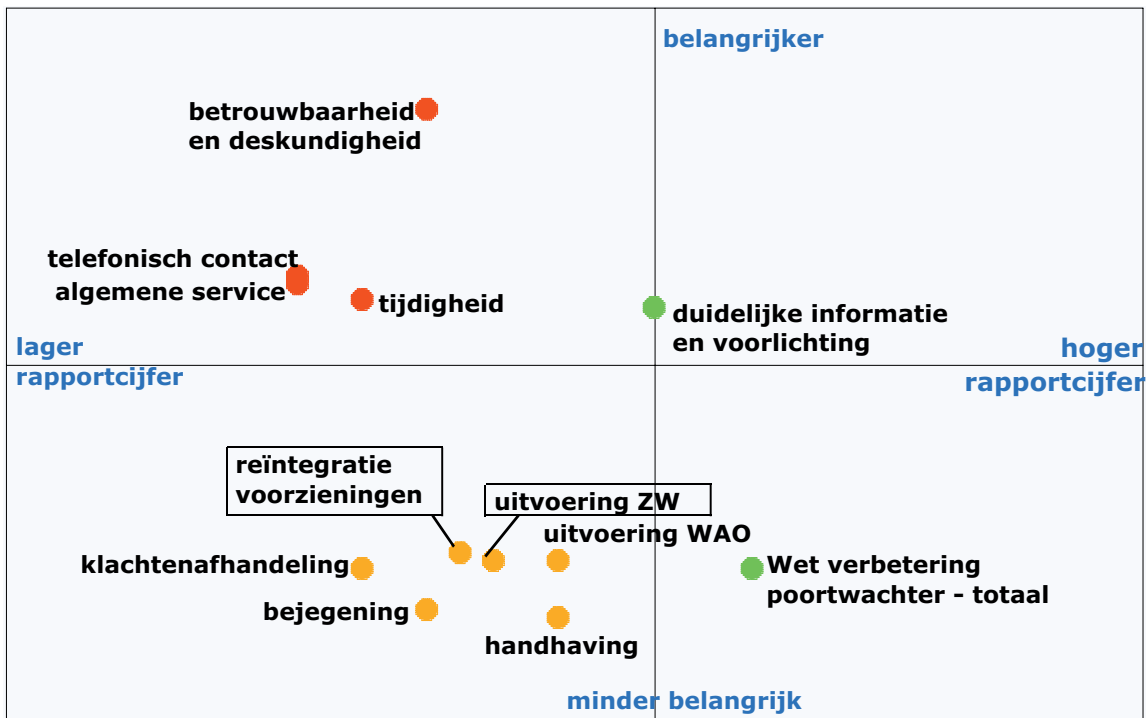 belangrijker
betrouwbaarheid
en deskundigheid
telefonisch contact
algemene service
tijdigheid
duidelijke informatie
en voorlichting
lager
rapportcijfer
hoger
rapportcijfer
reïntegratie
voorzieningen
uitvoering ZW
uitvoering WAO
klachtenafhandeling
Wet verbetering
poortwachter - totaal
bejegening
handhaving
minder belangrijk